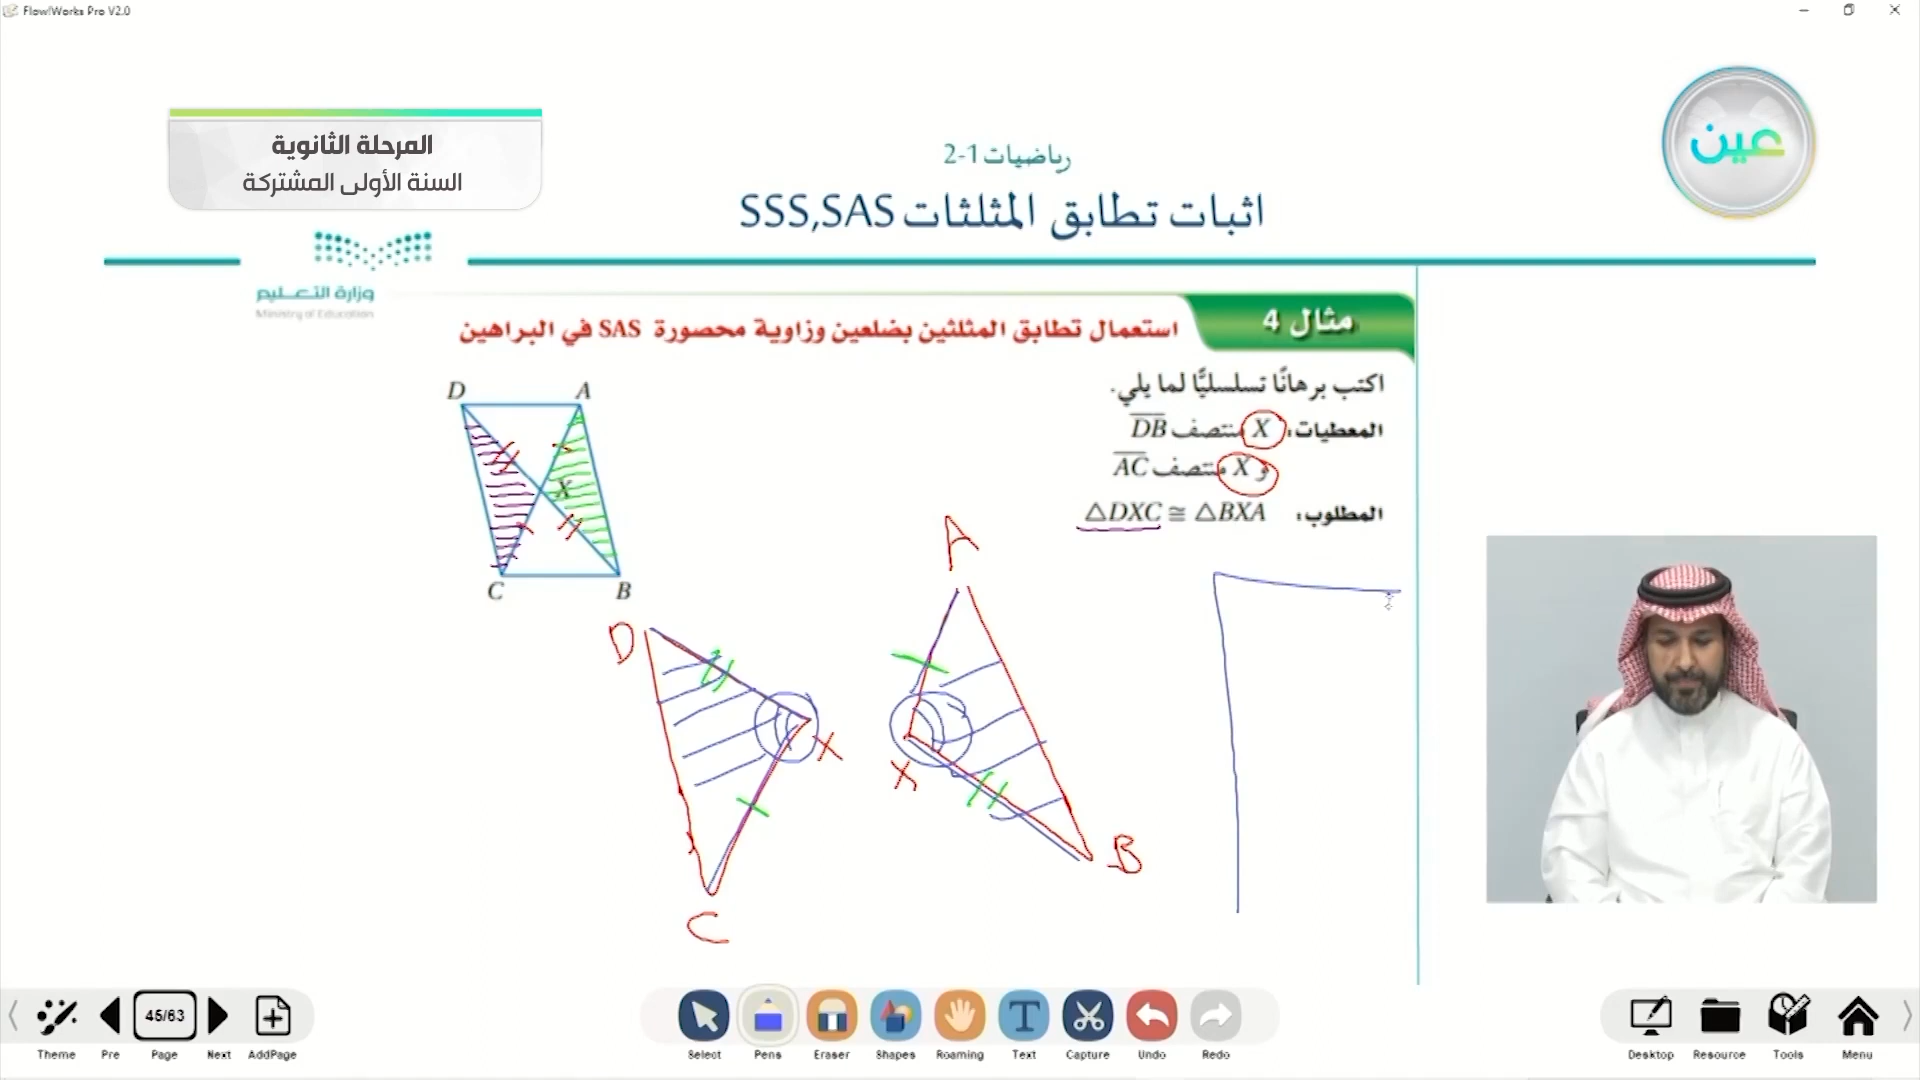 FlowWorks Pro V2.0
المرحلة الثانوية
السنة الأولى المشتركة
رياضيات 1-2
اثبات تطابق المثلثات SSS,SAS
عين
وزارة التعليم
Ministry of Education
مثال 4
استعمال تطابق المثلثين بضلعين وزاوية محصورة SAS في البراهين
اكتب برهانًا تسلسليًّا لما يلي.
المعطيات: X منتصف DB
و X منتصف AC
المطلوب: △DXC ≅ △BXA
D A
X
C B
A
D
X X
B
C
45/63
Theme Pre Page Next AddPage
Select Pens Eraser Shapes Roaming Text Capture Undo Redo
Desktop Resource Tools Menu